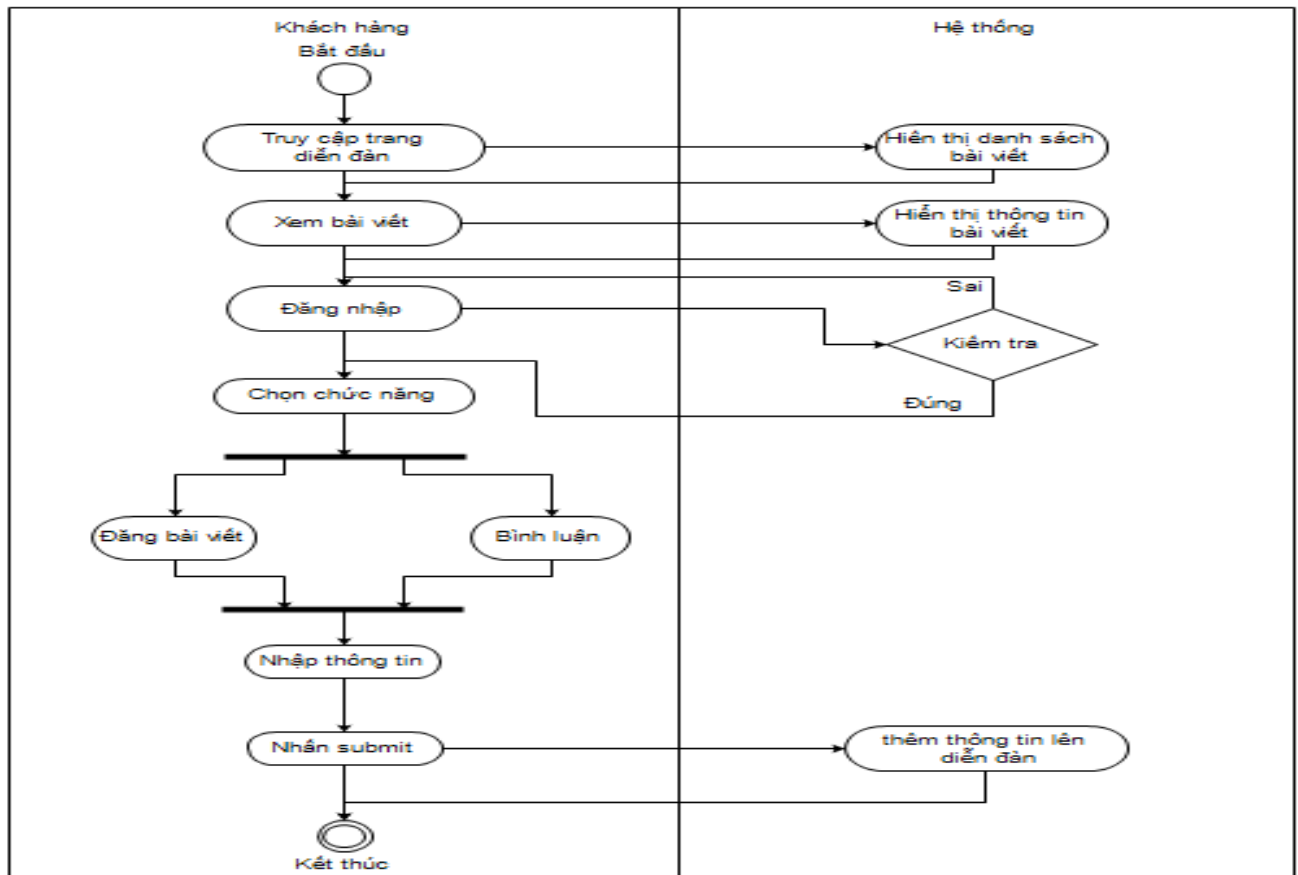 Khách hàng
Hệ thống
Bắt đầu
Truy cập trang
diễn đàn
Hiển thị danh sách
bài viết
Xem bài viết
Hiển thị thông tin
bài viết
Sai
Đăng nhập
Kiểm tra
Chọn chức năng
Đúng
Đăng bài viết
Bình luận
Nhập thông tin
Nhấn submit
thêm thông tin lên
diễn đàn
Kết thúc